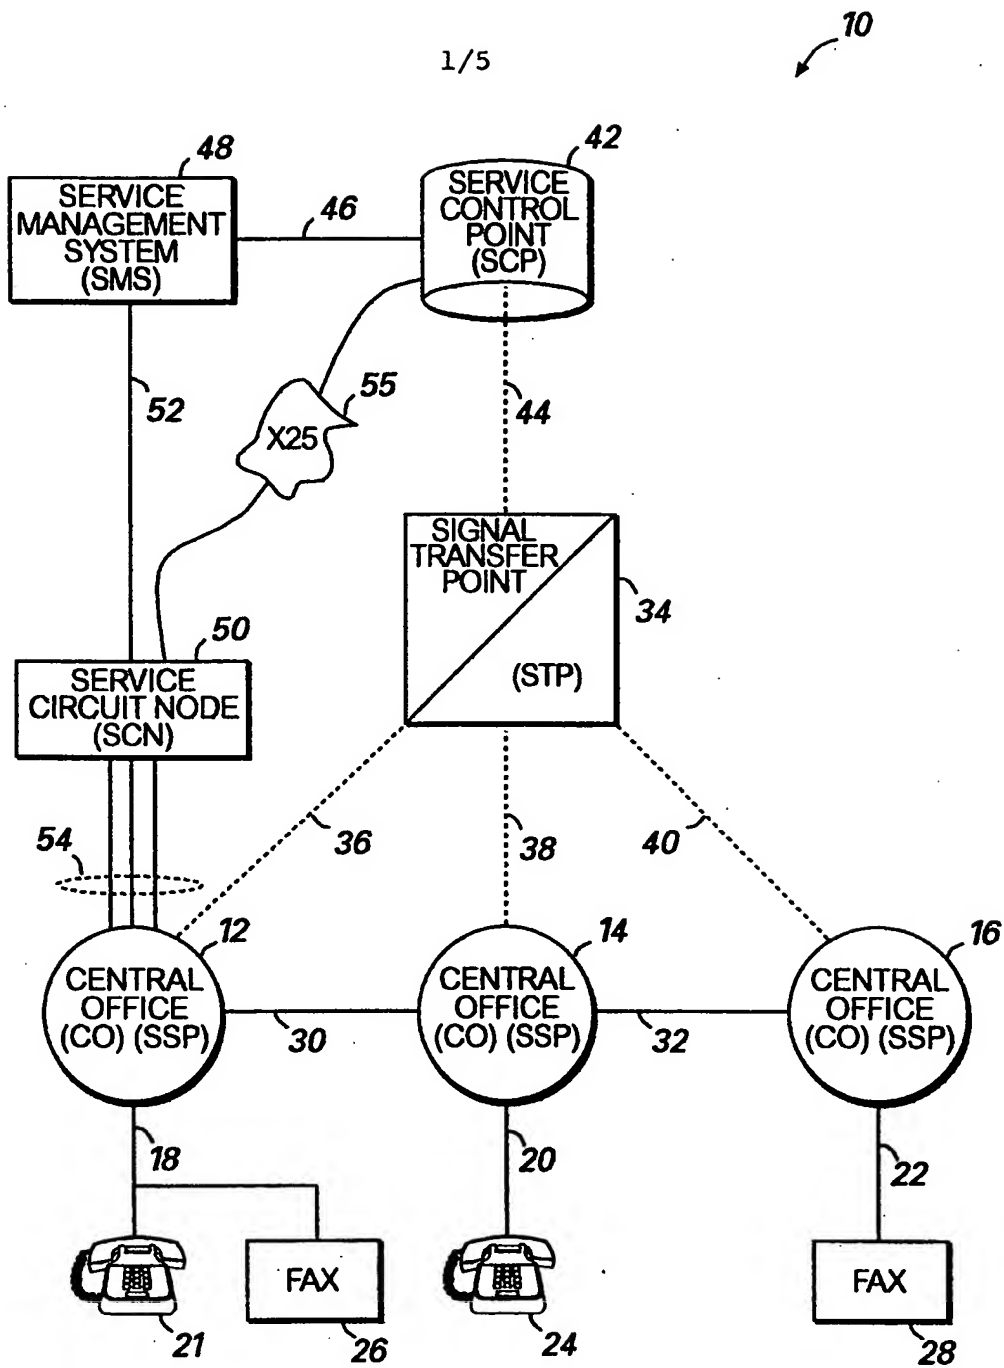 10
1/5
48
42
SERVICE
MANAGEMENT
SYSTEM
(SMS)
46
SERVICE
CONTROL
POINT
(SCP)
52
55
X25
44
SIGNAL
TRANSFER
POINT
(STP)
34
50
SERVICE
CIRCUIT NODE
(SCN)
54
36
38
40
12
14
16
CENTRAL
OFFICE
(CO) (SSP)
CENTRAL
OFFICE
(CO) (SSP)
CENTRAL
OFFICE
(CO) (SSP)
30
32
18
20
22
FAX
FAX
21
26
24
28